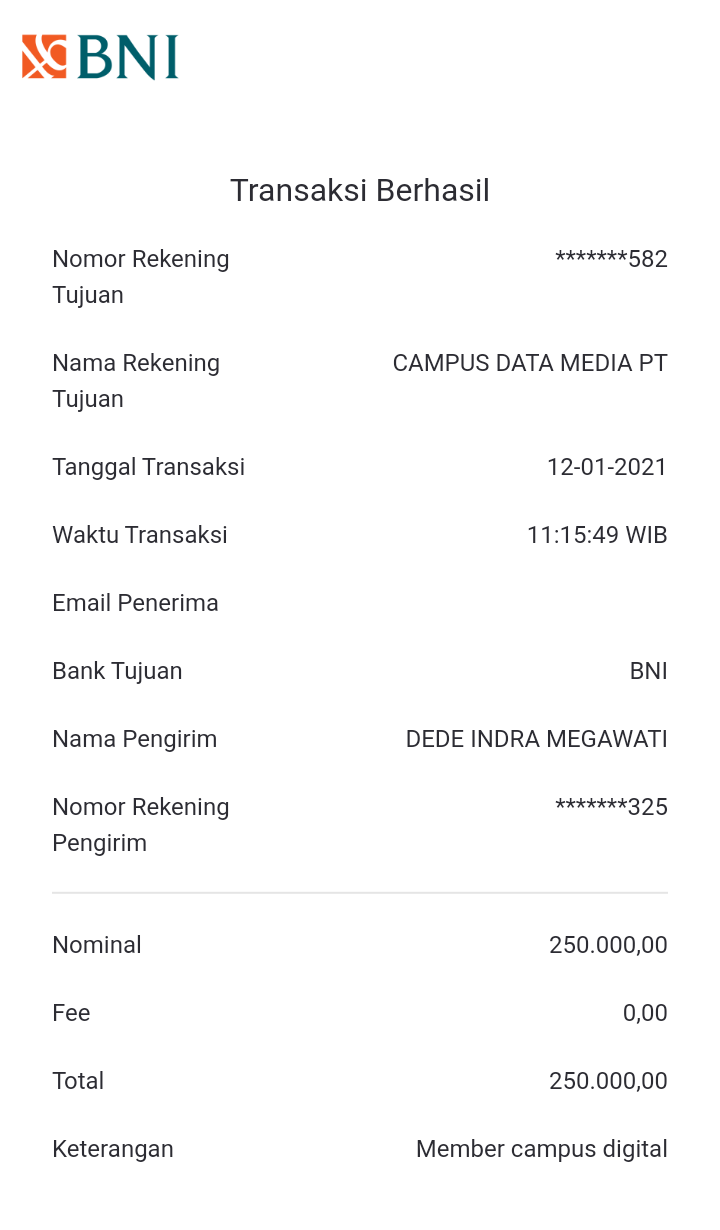 BNI
Transaksi Berhasil
Nomor Rekening Tujuan *******582
Nama Rekening Tujuan CAMPUS DATA MEDIA PT
Tanggal Transaksi 12-01-2021
Waktu Transaksi 11:15:49 WIB
Email Penerima
Bank Tujuan BNI
Nama Pengirim DEDE INDRA MEGAWATI
Nomor Rekening Pengirim *******325
Nominal 250.000,00
Fee 0,00
Total 250.000,00
Keterangan Member campus digital